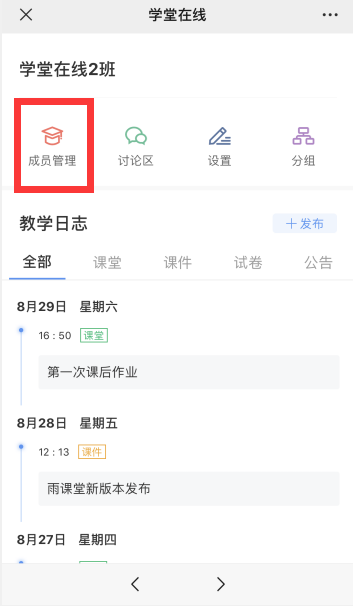 学堂在线
学堂在线2班
成员管理 讨论区 设置 分组
教学日志 发布
全部 课堂 课件 试卷 公告
8月29日 星期六
16 : 50 课堂
第一次课后作业
8月28日 星期五
12 : 13 课件
雨课堂新版本发布
8月27日 星期四